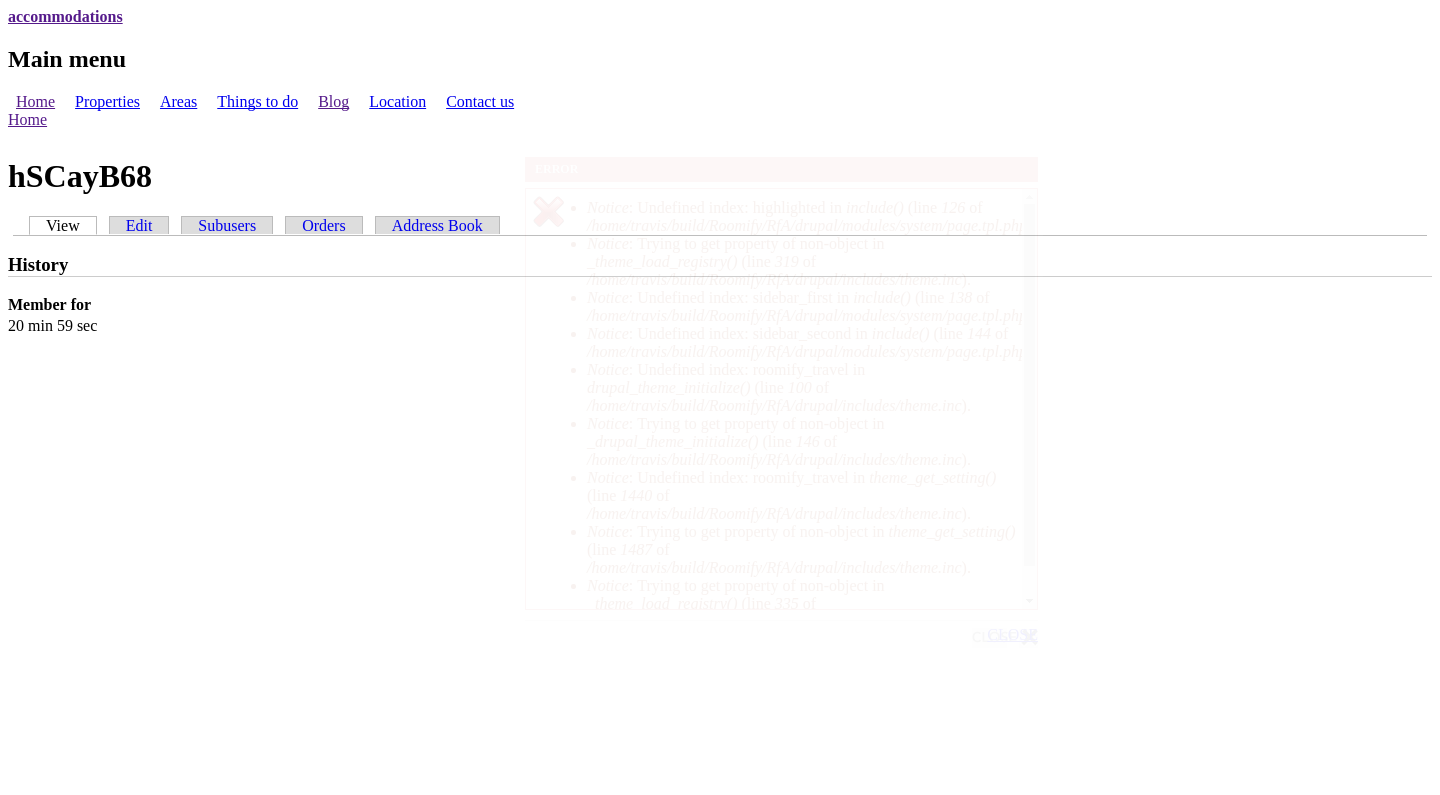 accommodations
Main menu
Home Properties Areas Things to do Blog Location Contact us
Home
hSCayB68
View Edit Subusers Orders Address Book
History
Member for
20 min 59 sec
ERROR
Notice: Undefined index: highlighted in include() (line 126 of
/home/travis/build/Roomify/RfA/drupal/modules/system/page.tpl.php
Notice: Trying to get property of non-object in
_theme_load_registry() (line 319 of
/home/travis/build/Roomify/RfA/drupal/includes/theme.inc).
Notice: Undefined index: sidebar_first in include() (line 138 of
/home/travis/build/Roomify/RfA/drupal/modules/system/page.tpl.php
Notice: Undefined index: sidebar_second in include() (line 144 of
/home/travis/build/Roomify/RfA/drupal/modules/system/page.tpl.php
Notice: Undefined index: roomify_travel in
drupal_theme_initialize() (line 100 of
/home/travis/build/Roomify/RfA/drupal/includes/theme.inc).
Notice: Trying to get property of non-object in
_drupal_theme_initialize() (line 146 of
/home/travis/build/Roomify/RfA/drupal/includes/theme.inc).
Notice: Undefined index: roomify_travel in theme_get_setting()
(line 1440 of
/home/travis/build/Roomify/RfA/drupal/includes/theme.inc).
Notice: Trying to get property of non-object in theme_get_setting()
(line 1487 of
/home/travis/build/Roomify/RfA/drupal/includes/theme.inc).
Notice: Trying to get property of non-object in
_theme_load_registry() (line 335 of
CLOSE